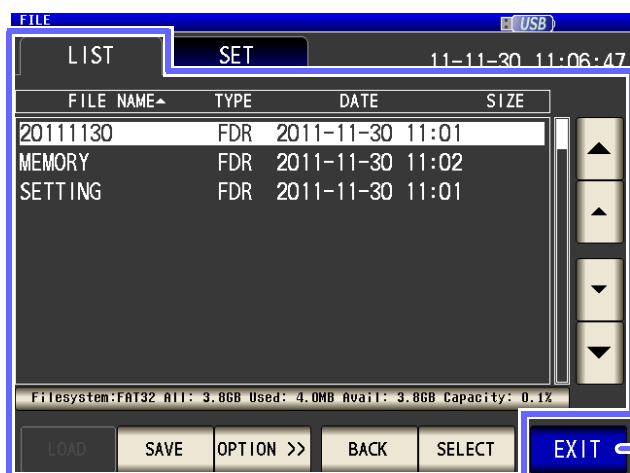 FILE USB
LIST SET 11-11-30 11:06:47
FILE NAME TYPE DATE SIZE
20111130 FDR 2011-11-30 11:01
MEMORY FDR 2011-11-30 11:02
SETTING FDR 2011-11-30 11:01
Filesystem:FAT32 All: 3.8GB Used: 4.0MB Avail: 3.8GB Capacity: 0.1%
LOAD SAVE OPTION >> BACK SELECT EXIT